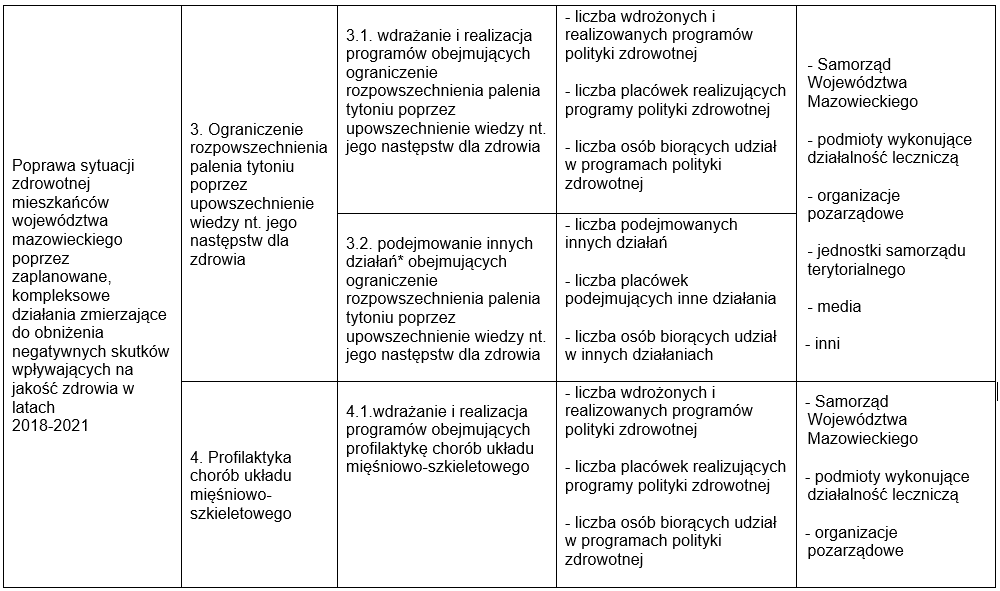 Poprawa sytuacji
zdrowotnej
mieszkańców
województwa
mazowieckiego
poprzez
zaplanowane,
kompleksowe
działania zmierzające
do obniżenia
negatywnych skutków
wpływających na
jakość zdrowia w
latach
2018-2021
3. Ograniczenie
rozpowszechnienia
palenia tytoniu
poprzez
upowszechnienie
wiedzy nt. jego
następstw dla
zdrowia
3.1. wdrażanie i realizacja
programów obejmujących
ograniczenie
rozpowszechnienia palenia
tytoniu poprzez
upowszechnienie wiedzy nt.
jego następstw dla zdrowia
- liczba wdrożonych i
realizowanych programów
polityki zdrowotnej
- liczba placówek realizujących
programy polityki zdrowotnej
- liczba osób biorących udział
w programach polityki
zdrowotnej
- Samorząd
Województwa
Mazowieckiego
- podmioty wykonujące
działalność leczniczą
- organizacje
pozarządowe
- jednostki samorządu
terytorialnego
- media
- inni
3.2. podejmowanie innych
działań* obejmujących
ograniczenie
rozpowszechnienia palenia
tytoniu poprzez
upowszechnienie wiedzy nt.
jego następstw dla zdrowia
- liczba podejmowanych
innych działań
- liczba placówek
podejmujących inne działania
- liczba osób biorących udział
w innych działaniach
4. Profilaktyka
chorób układu
mięśniowo-
szkieletowego
4.1.wdrażanie i realizacja
programów obejmujących
profilaktykę chorób układu
mięśniowo-szkieletowego
- liczba wdrożonych i
realizowanych programów
polityki zdrowotnej
- liczba placówek realizujących
programy polityki zdrowotnej
- liczba osób biorących udział
w programach polityki
zdrowotnej
- Samorząd
Województwa
Mazowieckiego
- podmioty wykonujące
działalność leczniczą
- organizacje
pozarządowe